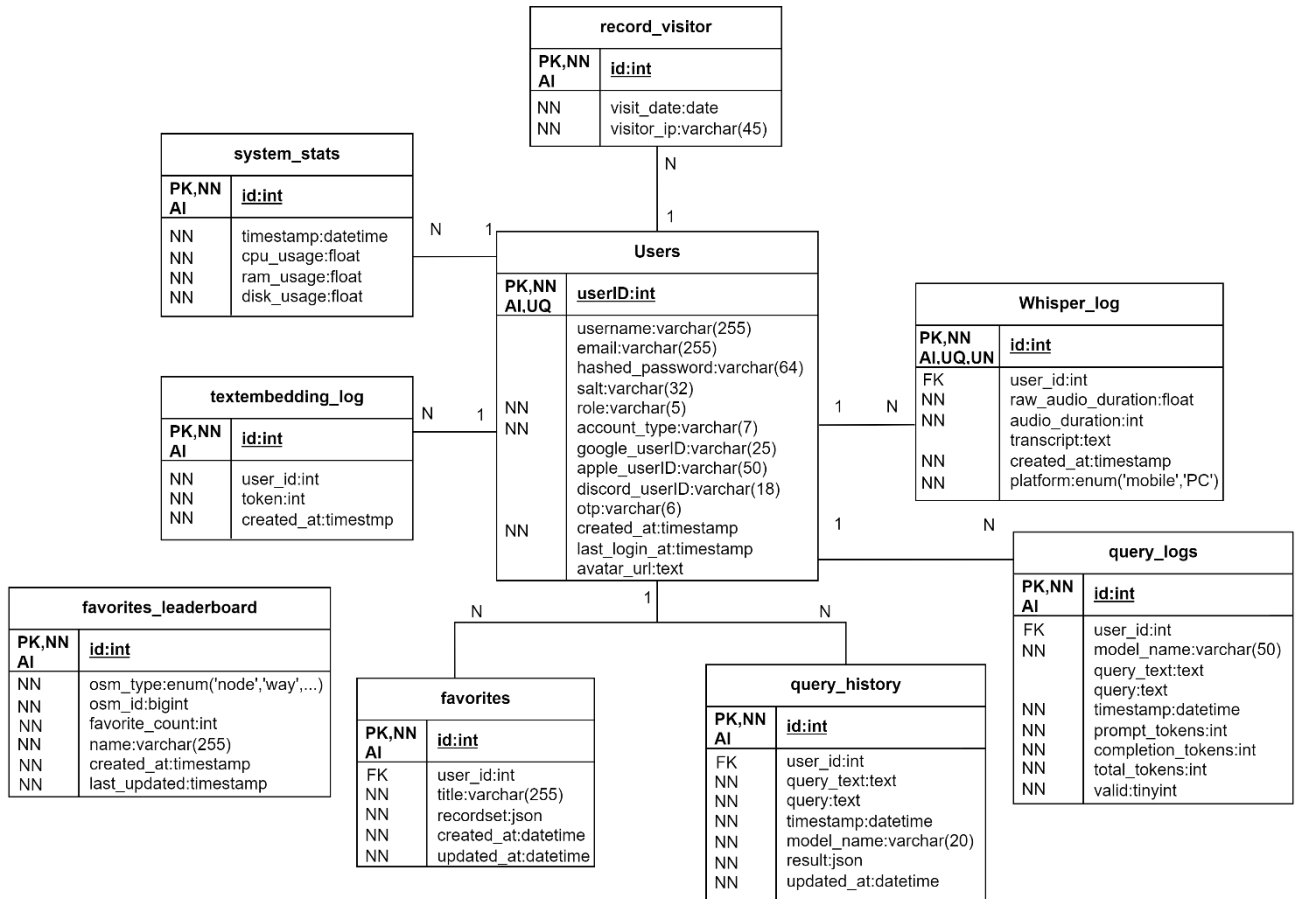 record_visitor
PK,NN
AI
id:int
NN visit_date:date
NN visitor_ip:varchar(45)
N
1
system_stats
PK,NN
AI
id:int
NN timestamp:datetime
NN cpu_usage:float
NN ram_usage:float
NN disk_usage:float
N 1
Users
PK,NN
AI,UQ
userID:int
username:varchar(255)
email:varchar(255)
hashed_password:varchar(64)
salt:varchar(32)
NN role:varchar(5)
NN account_type:varchar(7)
google_userID:varchar(25)
apple_userID:varchar(50)
discord_userID:varchar(18)
otp:varchar(6)
NN created_at:timestamp
last_login_at:timestamp
avatar_url:text
Whisper_log
PK,NN
AI,UQ,UN
id:int
FK user_id:int
NN raw_audio_duration:float
NN audio_duration:int
transcript:text
NN created_at:timestamp
NN platform:enum('mobile','PC')
1 N
textembedding_log
PK,NN
AI
id:int
NN user_id:int
NN token:int
NN created_at:timestmp
N 1
query_logs
PK,NN
AI
id:int
FK user_id:int
NN model_name:varchar(50)
query_text:text
query:text
NN timestamp:datetime
NN prompt_tokens:int
NN completion_tokens:int
NN total_tokens:int
NN valid:tinyint
1 N
favorites_leaderboard
PK,NN
AI
id:int
NN osm_type:enum('node','way',...)
NN osm_id:bigint
NN favorite_count:int
NN name:varchar(255)
NN created_at:timestamp
NN last_updated:timestamp
1
N N
favorites
PK,NN
AI
id:int
FK user_id:int
NN title:varchar(255)
NN recordset:json
NN created_at:datetime
NN updated_at:datetime
query_history
PK,NN
AI
id:int
FK user_id:int
NN query_text:text
NN query:text
NN timestamp:datetime
NN model_name:varchar(20)
NN result:json
NN updated_at:datetime